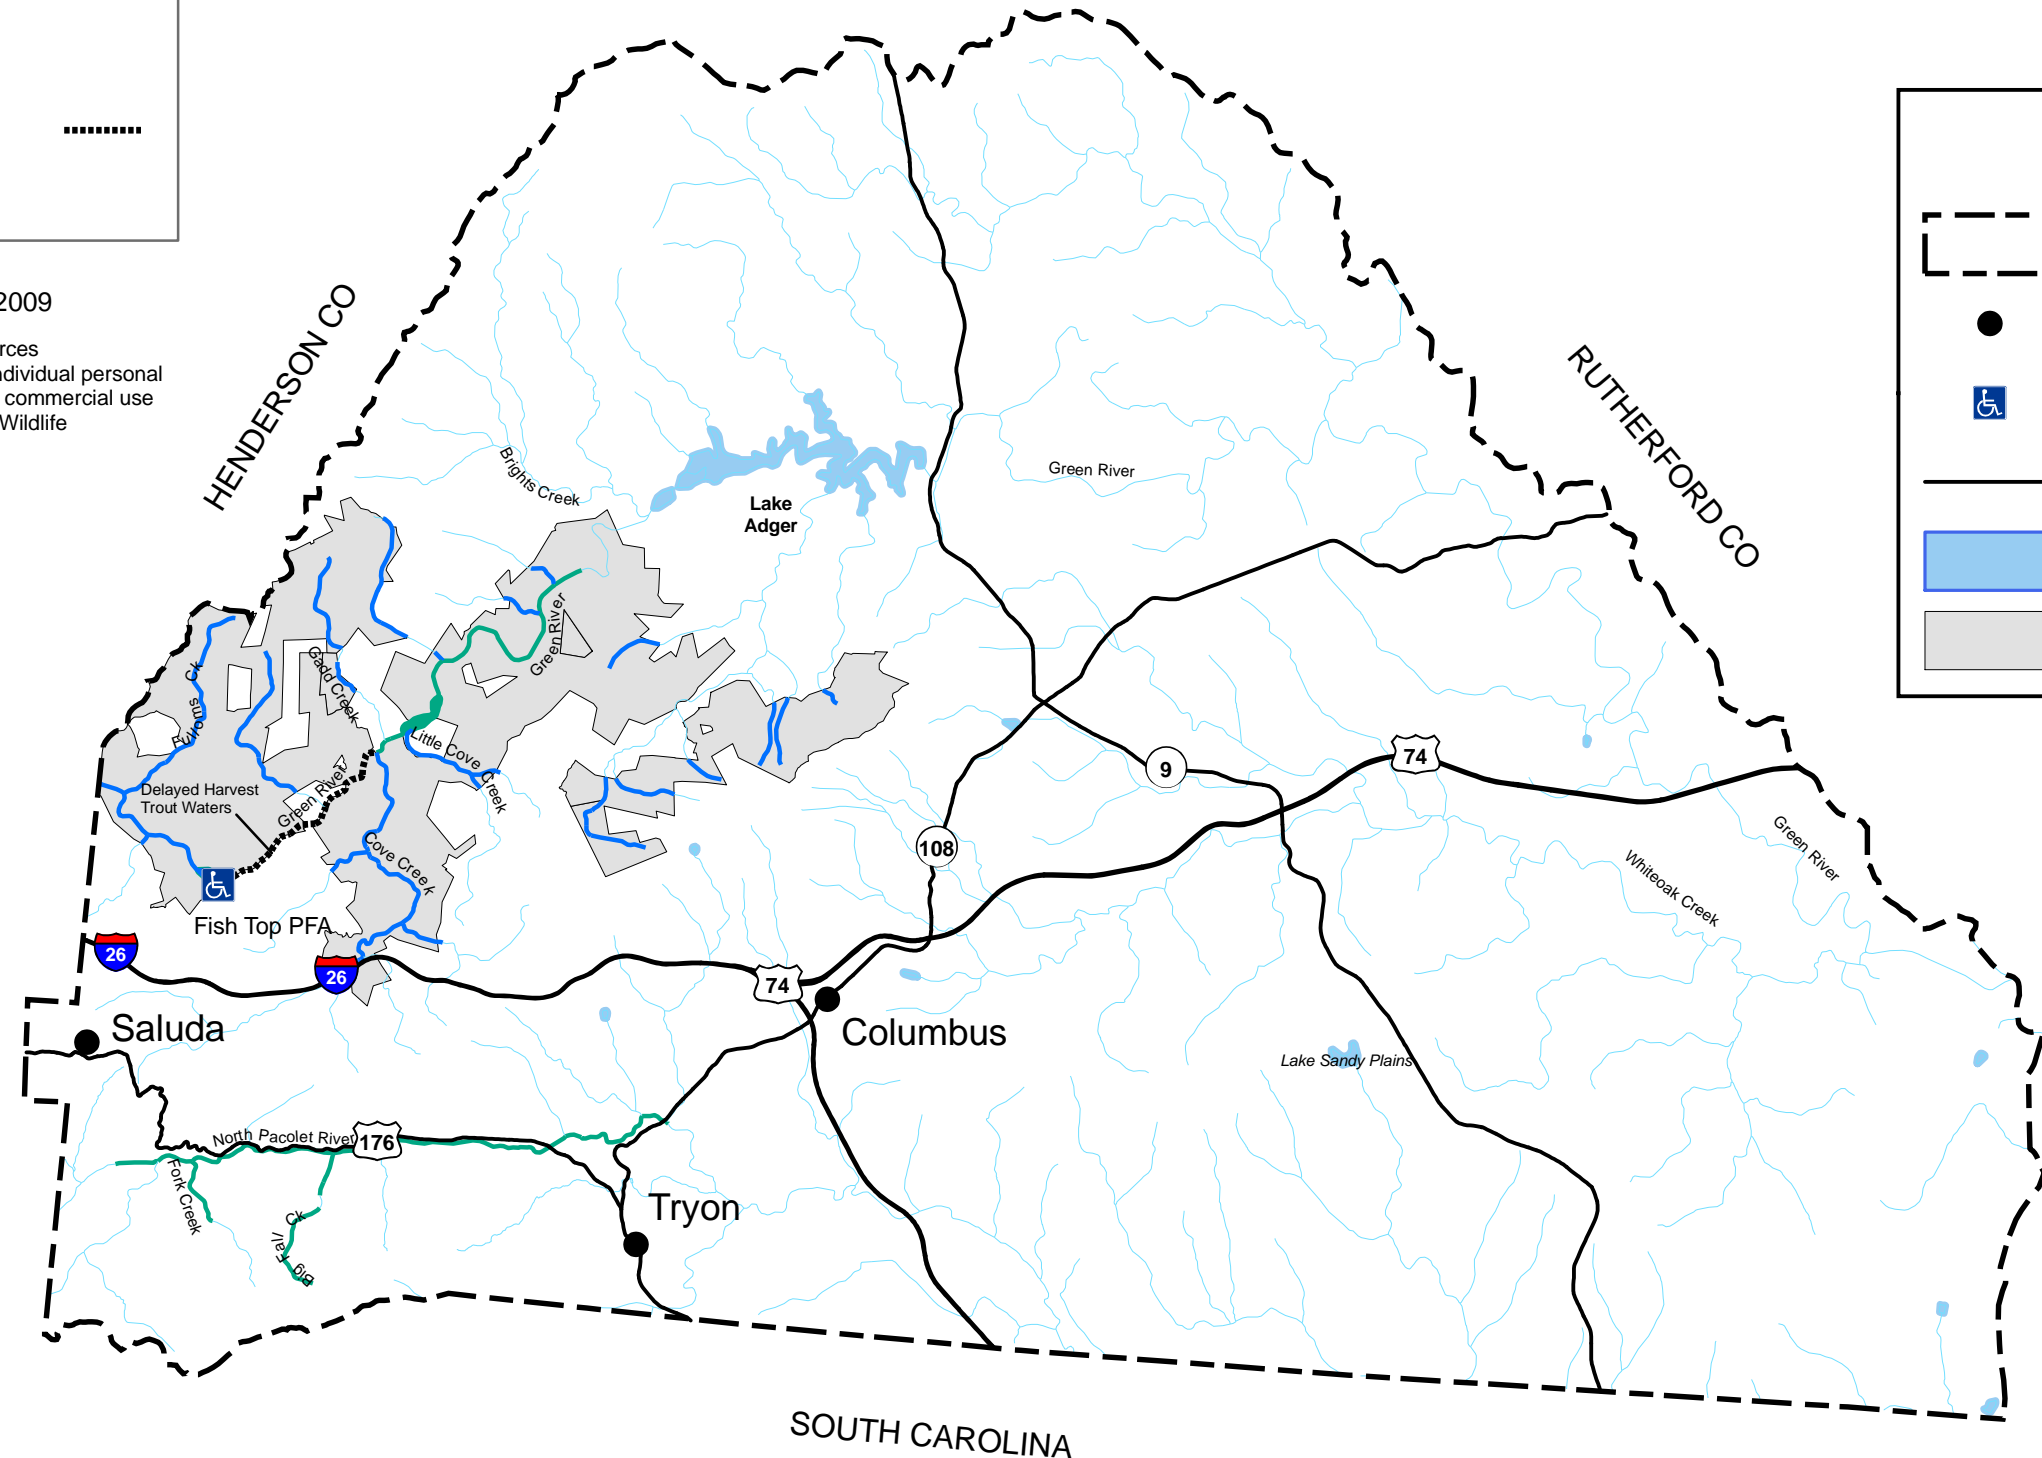 2009
rces
ndividual personal
commercial use
Wildlife
HENDERSON CO
RUTHERFORD CO
Brights Creek
Lake
Adger
Green River
Green River
Gadd Creek
Fulloms Ck
Little Cove Creek
Delayed Harvest
Trout Waters
Green River
Cove Creek
9
74
108
Green River
Whiteoak Creek
Fish Top PFA
26
26
74
Saluda
Columbus
Lake Sandy Plains
North Pacolet River
176
Fork Creek
Big Fall Ck
Tryon
SOUTH CAROLINA